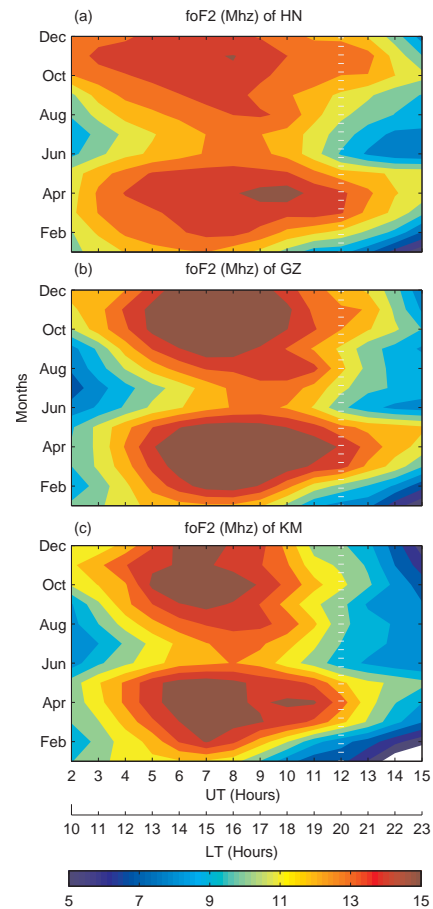 (a) foF2 (Mhz) of HN
Dec
Oct
Aug
Jun
Apr
Feb
(b) foF2 (Mhz) of GZ
Dec
Oct
Aug
Jun
Apr
Feb
Months
(c) foF2 (Mhz) of KM
Dec
Oct
Aug
Jun
Apr
Feb
2 3 4 5 6 7 8 9 10 11 12 13 14 15
UT (Hours)
10 11 12 13 14 15 16 17 18 19 20 21 22 23
LT (Hours)
5 7 9 11 13 15